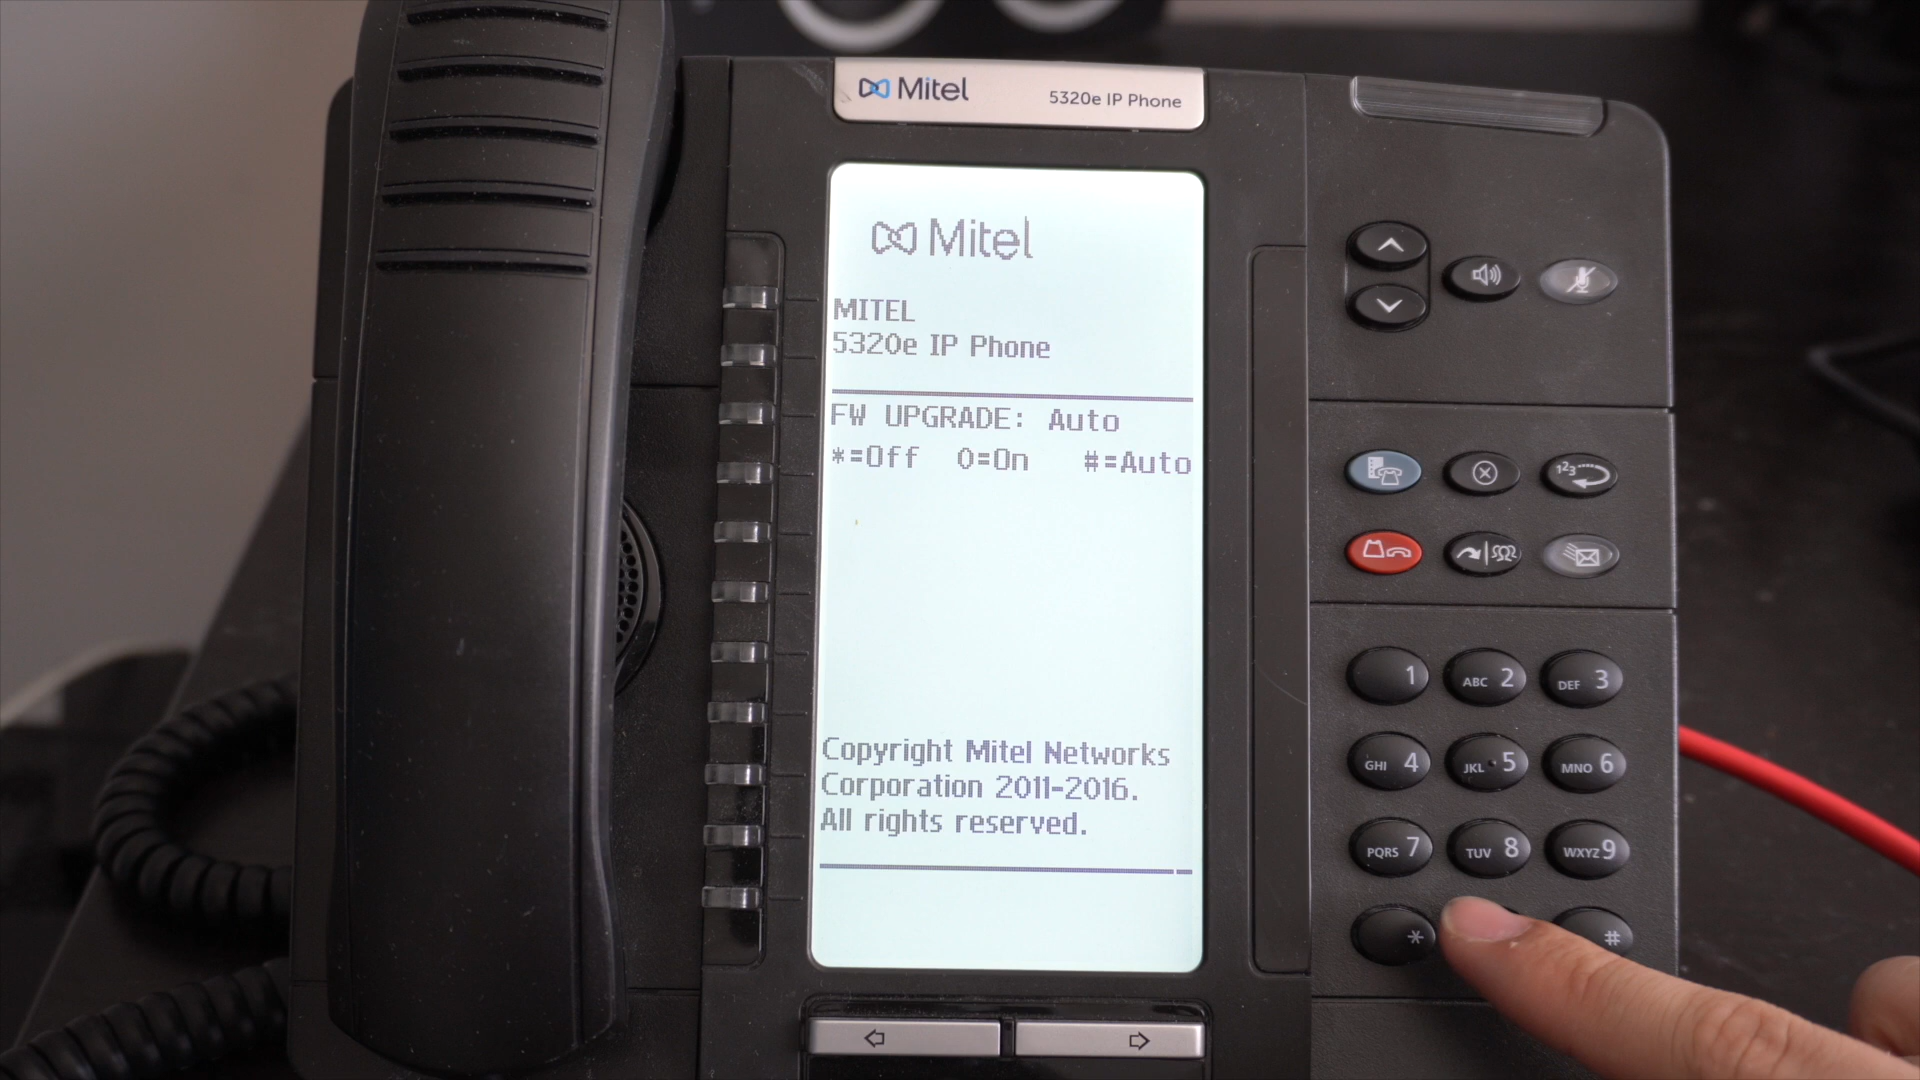 Mitel
5320e IP Phone
Mitel
MITEL
5320e IP Phone
FW UPGRADE: Auto
*=Off 0=On #=Auto
Copyright Mitel Networks
Corporation 2011-2016.
All rights reserved.
123
1
ABC 2
DEF 3
GHI 4
JKL 5
MNO 6
PQRS 7
TUV 8
WXYZ 9
*
#